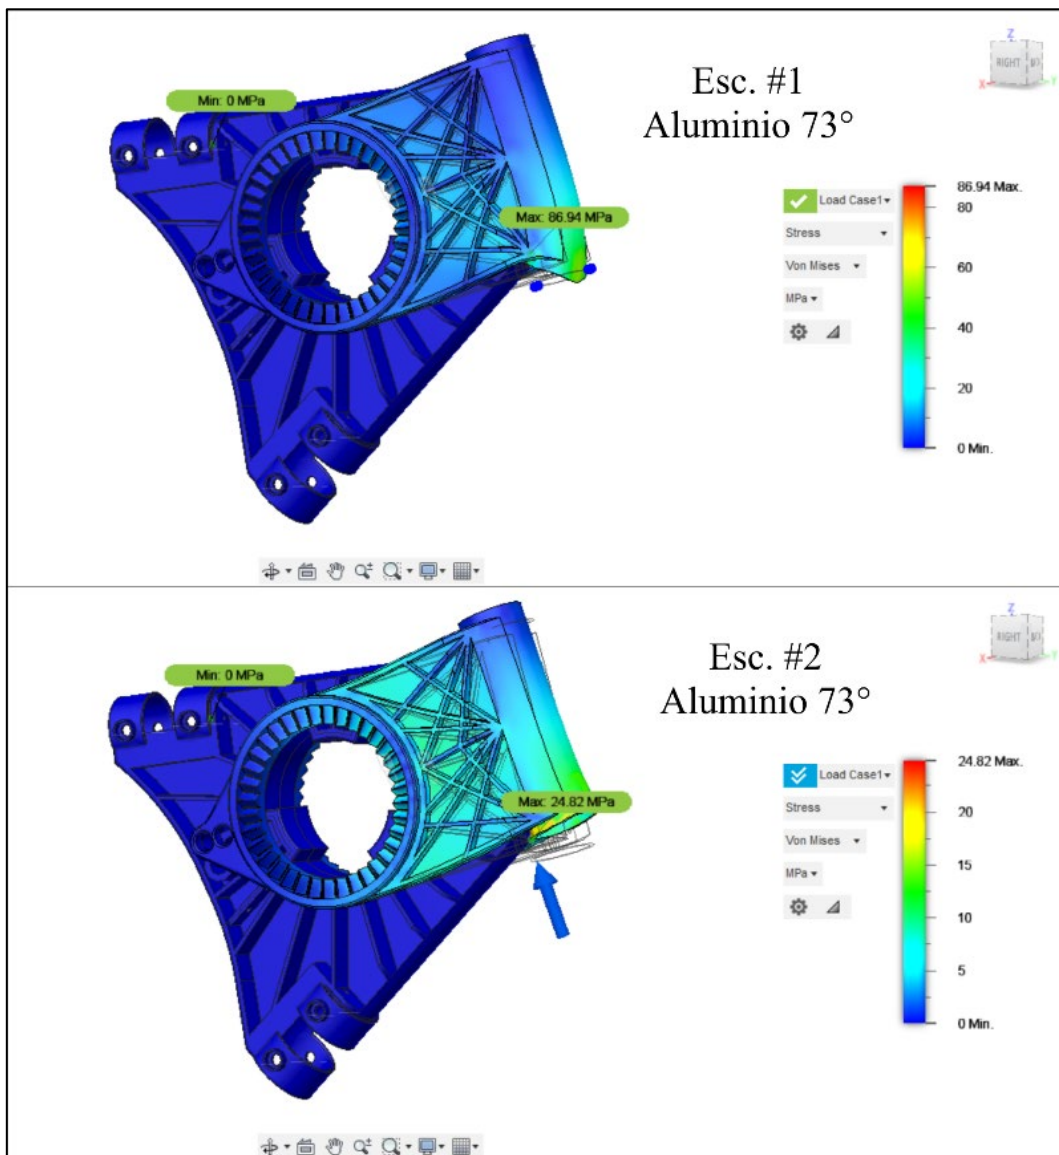 Esc. #1
Aluminio 73°
Z
RIGHT
X
Y
Min: 0 MPa
Max: 86.94 MPa
Load Case1
Stress
Von Mises
MPa
86.94 Max.
80
60
40
20
0 Min.
Esc. #2
Aluminio 73°
Z
RIGHT
X
Y
Min: 0 MPa
Max: 24.82 MPa
Load Case1
Stress
Von Mises
MPa
24.82 Max.
20
15
10
5
0 Min.